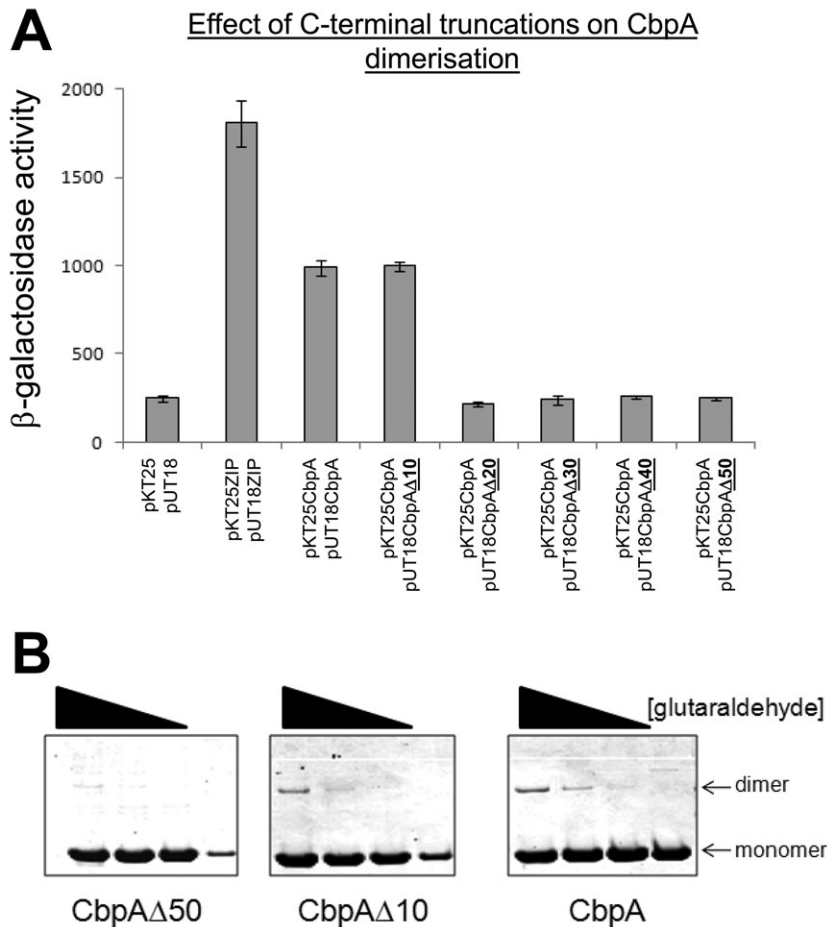 A
Effect of C-terminal truncations on CbpA
dimerisation
β-galactosidase activity
2000
1500
1000
500
0
pKT25
pUT18
pKT25ZIP
pUT18ZIP
pKT25CbpA
pUT18CbpA
pKT25CbpA
pUT18CbpAΔ10
pKT25CbpA
pUT18CbpAΔ20
pKT25CbpA
pUT18CbpAΔ30
pKT25CbpA
pUT18CbpAΔ40
pKT25CbpA
pUT18CbpAΔ50
B
[glutaraldehyde]
dimer
monomer
CbpAΔ50
CbpAΔ10
CbpA